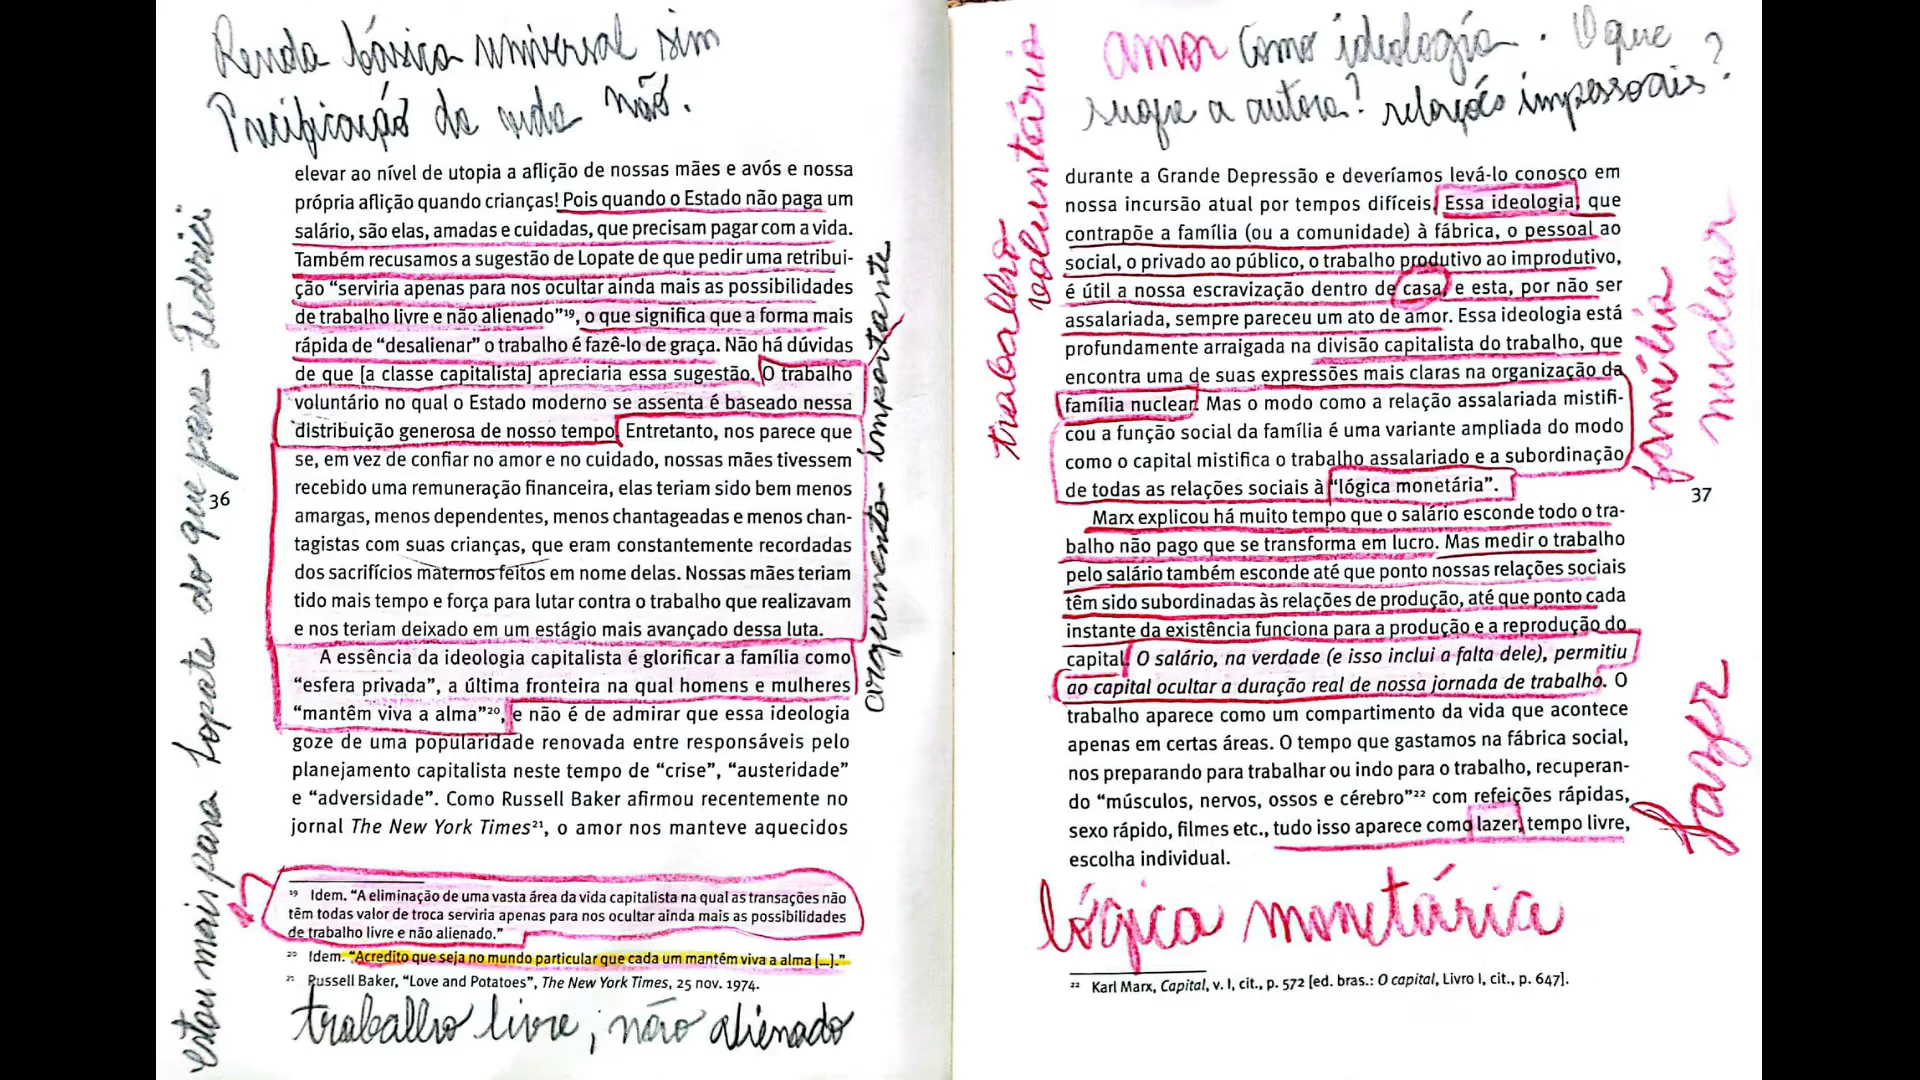 Renda básica universal sim
Precificação da vida não.
elevar ao nível de utopia a aflição de nossas mães e avós e nossa
própria aflição quando crianças! Pois quando o Estado não paga um
salário, são elas, amadas e cuidadas, que precisam pagar com a vida.
Também recusamos a sugestão de Lopate de que pedir uma retribui-
ção “serviria apenas para nos ocultar ainda mais as possibilidades
de trabalho livre e não alienado”¹⁹, o que significa que a forma mais
rápida de “desalienar” o trabalho é fazê-lo de graça. Não há dúvidas
de que [a classe capitalista] apreciaria essa sugestão. O trabalho
voluntário no qual o Estado moderno se assenta é baseado nessa
distribuição generosa de nosso tempo. Entretanto, nos parece que
se, em vez de confiar no amor e no cuidado, nossas mães tivessem
recebido uma remuneração financeira, elas teriam sido bem menos
amargas, menos dependentes, menos chantageadas e menos chan-
tagistas com suas crianças, que eram constantemente recordadas
dos sacrifícios maternos feitos em nome delas. Nossas mães teriam
tido mais tempo e força para lutar contra o trabalho que realizavam
e nos teriam deixado em um estágio mais avançado dessa luta.
A essência da ideologia capitalista é glorificar a família como
“esfera privada”, a última fronteira na qual homens e mulheres
“mantêm viva a alma”²⁰, e não é de admirar que essa ideologia
goze de uma popularidade renovada entre responsáveis pelo
planejamento capitalista neste tempo de “crise”, “austeridade”
e “adversidade”. Como Russell Baker afirmou recentemente no
jornal The New York Times²¹, o amor nos manteve aquecidos
36
estou mais para Lopate do que para Federici
argumento importante
¹⁹ Idem. “A eliminação de uma vasta área da vida capitalista na qual as transações não
têm todas valor de troca serviria apenas para nos ocultar ainda mais as possibilidades
de trabalho livre e não alienado.”
²⁰ Idem. “Acredito que seja no mundo particular que cada um mantém viva a alma [...].”
²¹ Russell Baker, “Love and Potatoes”, The New York Times, 25 nov. 1974.
trabalho livre, não alienado
amor como ideologia. O que
sugere a autora? relações impessoais?
trabalho
voluntário
durante a Grande Depressão e deveríamos levá-lo conosco em
nossa incursão atual por tempos difíceis. Essa ideologia, que
contrapõe a família (ou a comunidade) à fábrica, o pessoal ao
social, o privado ao público, o trabalho produtivo ao improdutivo,
é útil a nossa escravização dentro de casa, e esta, por não ser
assalariada, sempre pareceu um ato de amor. Essa ideologia está
profundamente arraigada na divisão capitalista do trabalho, que
encontra uma de suas expressões mais claras na organização da
família nuclear. Mas o modo como a relação assalariada mistifi-
cou a função social da família é uma variante ampliada do modo
como o capital mistifica o trabalho assalariado e a subordinação
de todas as relações sociais à “lógica monetária”.
Marx explicou há muito tempo que o salário esconde todo o tra-
balho não pago que se transforma em lucro. Mas medir o trabalho
pelo salário também esconde até que ponto nossas relações sociais
têm sido subordinadas às relações de produção, até que ponto cada
instante da existência funciona para a produção e a reprodução do
capital. O salário, na verdade (e isso inclui a falta dele), permitiu
ao capital ocultar a duração real de nossa jornada de trabalho. O
trabalho aparece como um compartimento da vida que acontece
apenas em certas áreas. O tempo que gastamos na fábrica social,
nos preparando para trabalhar ou indo para o trabalho, recuperan-
do “músculos, nervos, ossos e cérebro”²² com refeições rápidas,
sexo rápido, filmes etc., tudo isso aparece como lazer, tempo livre,
escolha individual.
família
nuclear
37
lazer
lógica monetária
²² Karl Marx, Capital, v. I, cit., p. 572 [ed. bras.: O capital, Livro I, cit., p. 647].